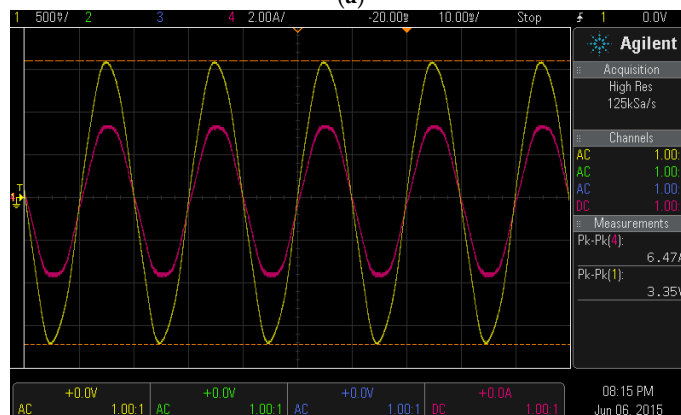 (a)
1 500♥/ 2 3 4 2.00A/ -20.00s 10.00s/ Stop 1 0.0V
Agilent
Acquisition
High Res
125kSa/s
Channels
AC 1.00:
AC 1.00:
AC 1.00:
DC 1.00:
Measurements
Pk-Pk(4):
6.47A
Pk-Pk(1):
3.35V
T
1
+0.0V +0.0V +0.0V +0.0A
AC 1.00:1 AC 1.00:1 AC 1.00:1 DC 1.00:1
08:15 PM
Jun 06, 2015